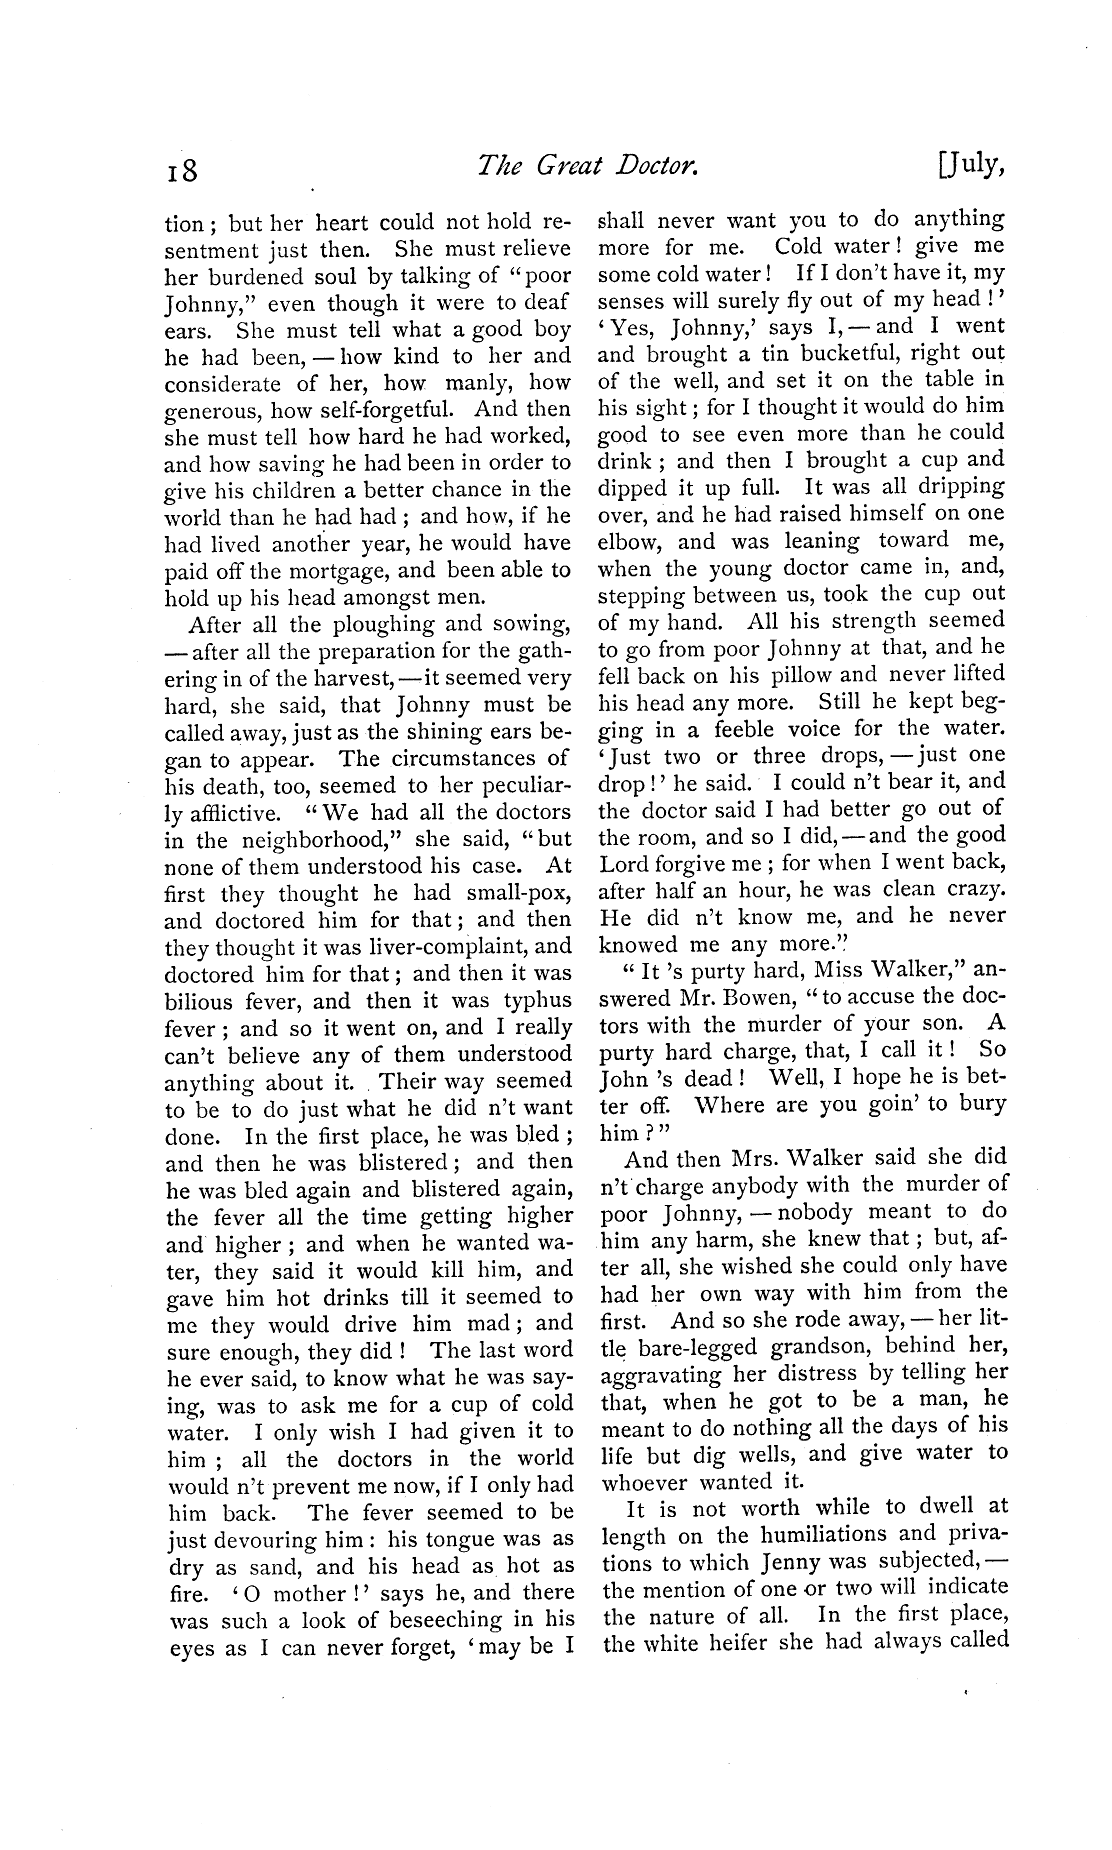 18 The Great Doctor. [July,
tion ; but her heart could not hold re-
sentment just then. She must relieve
her burdened soul by talking of "poor
Johnny," even though it were to deaf
ears. She must tell what a good boy
he had been, — how kind to her and
considerate of her, how manly, how
generous, how self-forgetful. And then
she must tell how hard he had worked,
and how saving he had been in order to
give his children a better chance in the
world than he had had ; and how, if he
had lived another year, he would have
paid off the mortgage, and been able to
hold up his head amongst men.
After all the ploughing and sowing,
— after all the preparation for the gath-
ering in of the harvest, — it seemed very
hard, she said, that Johnny must be
called away, just as the shining ears be-
gan to appear. The circumstances of
his death, too, seemed to her peculiar-
ly afflictive. "We had all the doctors
in the neighborhood," she said, "but
none of them understood his case. At
first they thought he had small-pox,
and doctored him for that ; and then
they thought it was liver-complaint, and
doctored him for that ; and then it was
bilious fever, and then it was typhus
fever ; and so it went on, and I really
can't believe any of them understood
anything about it. Their way seemed
to be to do just what he did n't want
done. In the first place, he was bled ;
and then he was blistered ; and then
he was bled again and blistered again,
the fever all the time getting higher
and higher ; and when he wanted wa-
ter, they said it would kill him, and
gave him hot drinks till it seemed to
me they would drive him mad ; and
sure enough, they did ! The last word
he ever said, to know what he was say-
ing, was to ask me for a cup of cold
water. I only wish I had given it to
him ; all the doctors in the world
would n't prevent me now, if I only had
him back. The fever seemed to be
just devouring him : his tongue was as
dry as sand, and his head as hot as
fire. 'O mother !' says he, and there
was such a look of beseeching in his
eyes as I can never forget, 'may be I
shall never want you to do anything
more for me. Cold water ! give me
some cold water ! If I don't have it, my
senses will surely fly out of my head !'
'Yes, Johnny,' says I, — and I went
and brought a tin bucketful, right out
of the well, and set it on the table in
his sight ; for I thought it would do him
good to see even more than he could
drink ; and then I brought a cup and
dipped it up full. It was all dripping
over, and he had raised himself on one
elbow, and was leaning toward me,
when the young doctor came in, and,
stepping between us, took the cup out
of my hand. All his strength seemed
to go from poor Johnny at that, and he
fell back on his pillow and never lifted
his head any more. Still he kept beg-
ging in a feeble voice for the water.
'Just two or three drops, — just one
drop !' he said. I could n't bear it, and
the doctor said I had better go out of
the room, and so I did, — and the good
Lord forgive me ; for when I went back,
after half an hour, he was clean crazy.
He did n't know me, and he never
knowed me any more."
"It 's purty hard, Miss Walker," an-
swered Mr. Bowen, "to accuse the doc-
tors with the murder of your son. A
purty hard charge, that, I call it ! So
John 's dead ! Well, I hope he is bet-
ter off. Where are you goin' to bury
him ?"
And then Mrs. Walker said she did
n't charge anybody with the murder of
poor Johnny, — nobody meant to do
him any harm, she knew that ; but, af-
ter all, she wished she could only have
had her own way with him from the
first. And so she rode away, — her lit-
tle bare-legged grandson, behind her,
aggravating her distress by telling her
that, when he got to be a man, he
meant to do nothing all the days of his
life but dig wells, and give water to
whoever wanted it.
It is not worth while to dwell at
length on the humiliations and priva-
tions to which Jenny was subjected, —
the mention of one or two will indicate
the nature of all. In the first place,
the white heifer she had always called